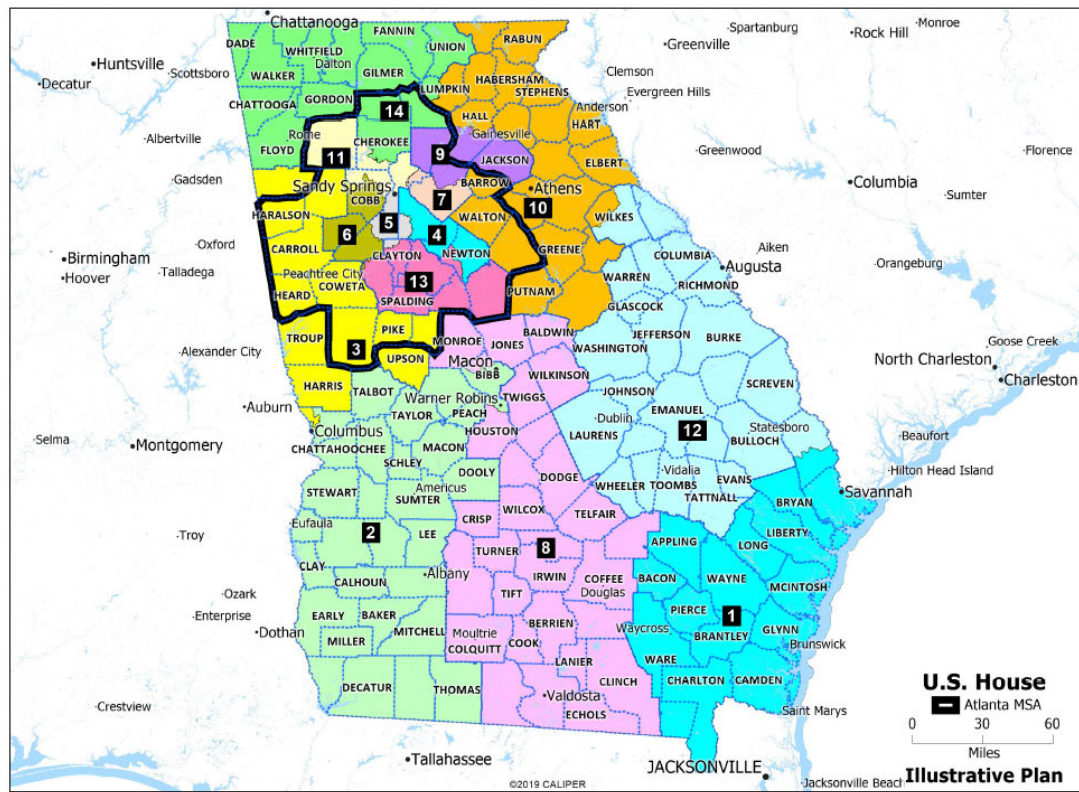 Chattanooga
Spartanburg
Monroe
Rock Hill
Greenville
FANNIN
RABUN
UNION
DADE
WHITFIELD
Dalton
Huntsville
Scottsboro
Decatur
WALKER
GILMER
HABERSHAM
Clemson
STEPHENS
Evergreen Hills
LUMPKIN
CHATTOOGA
GORDON
14
HALL
Anderson
HART
Albertville
Rome
CHEROKEE
Gainesville
FLOYD
11
9
JACKSON
ELBERT
Greenwood
Florence
Gadsden
Sandy Springs
BARROW
Athens
Columbia
Sumter
COBB
7
10
HARALSON
5
WALTON
WILKES
Oxford
6
4
CARROLL
CLAYTON
NEWTON
GREENE
Aiken
Birmingham
Hoover
Talladega
Peachtree City
COWETA
13
COLUMBIA
Augusta
Orangeburg
HEARD
SPALDING
PUTNAM
WARREN
RICHMOND
GLASCOCK
TROUP
PIKE
3
MONROE
JONES
BALDWIN
JEFFERSON
BURKE
Goose Creek
Alexander City
UPSON
WASHINGTON
Macon
North Charleston
BIBB
WILKINSON
Charleston
HARRIS
TALBOT
SCREVEN
Auburn
Warner Robins
TWIGGS
JOHNSON
TAYLOR
PEACH
EMANUEL
Selma
Montgomery
Columbus
HOUSTON
Dublin
Statesboro
Beaufort
CHATTAHOOCHEE
MACON
LAURENS
12
BULLOCH
SCHLEY
DOOLY
Hilton Head Island
Vidalia
EVANS
STEWART
Americus
DODGE
WHEELER
TOOMBS
SUMTER
TATTNALL
Savannah
BRYAN
CRISP
WILCOX
TELFAIR
Eufaula
2
LEE
LIBERTY
Troy
APPLING
LONG
TURNER
8
CLAY
Albany
BACON
WAYNE
CALHOUN
IRWIN
COFFEE
MCINTOSH
Douglas
Ozark
TIFT
PIERCE
Enterprise
EARLY
BAKER
1
BERRIEN
GLYNN
Dothan
MITCHELL
Moultrie
Waycross
BRANTLEY
MILLER
COOK
Brunswick
COLQUITT
LANIER
WARE
CHARLTON
CAMDEN
DECATUR
THOMAS
CLINCH
Valdosta
Crestview
ECHOLS
Saint Marys
Tallahassee
JACKSONVILLE
Jacksonville Beach
U.S. House
Atlanta MSA
0 30 60
Miles
Illustrative Plan
©2019 CALIPER